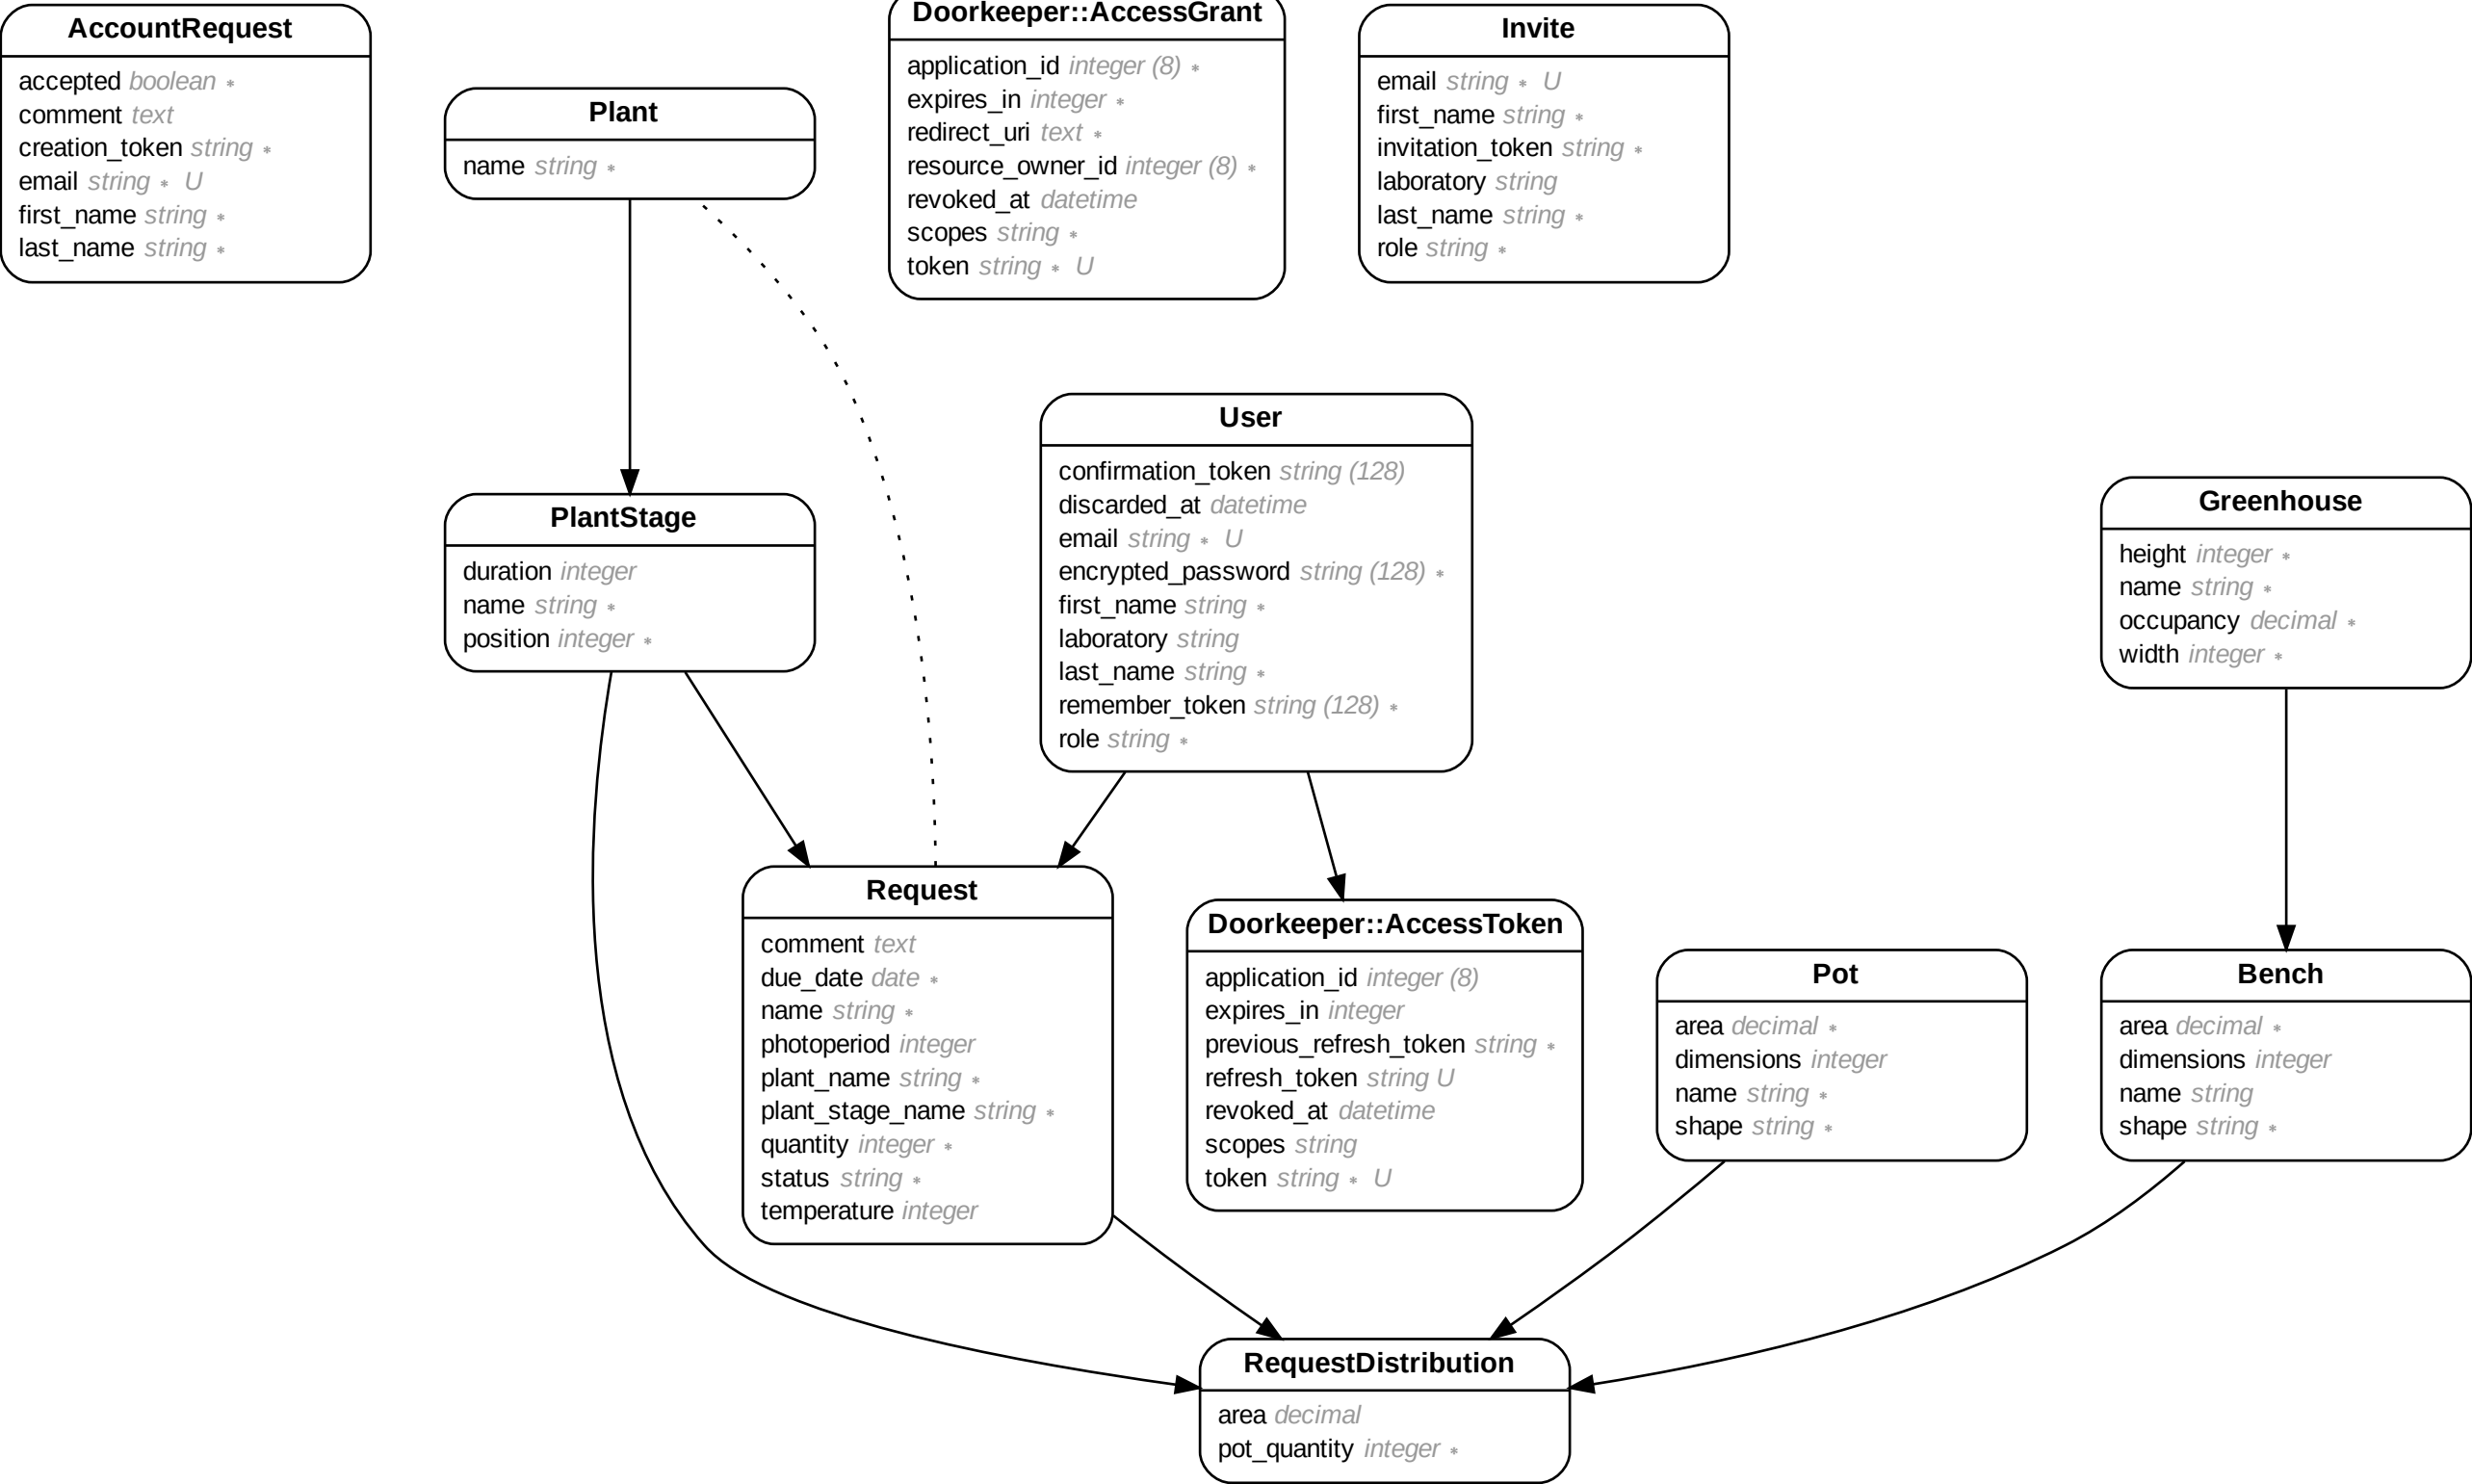 AccountRequest
accepted boolean *
comment text
creation_token string *
email string * U
first_name string *
last_name string *
Plant
name string *
Doorkeeper::AccessGrant
application_id integer (8) *
expires_in integer *
redirect_uri text *
resource_owner_id integer (8) *
revoked_at datetime
scopes string *
token string * U
Invite
email string * U
first_name string *
invitation_token string *
laboratory string
last_name string *
role string *
PlantStage
duration integer
name string *
position integer *
User
confirmation_token string (128)
discarded_at datetime
email string * U
encrypted_password string (128) *
first_name string *
laboratory string
last_name string *
remember_token string (128) *
role string *
Greenhouse
height integer *
name string *
occupancy decimal *
width integer *
Request
comment text
due_date date *
name string *
photoperiod integer
plant_name string *
plant_stage_name string *
quantity integer *
status string *
temperature integer
Doorkeeper::AccessToken
application_id integer (8)
expires_in integer
previous_refresh_token string *
refresh_token string U
revoked_at datetime
scopes string
token string * U
Pot
area decimal *
dimensions integer
name string *
shape string *
Bench
area decimal *
dimensions integer
name string
shape string *
RequestDistribution
area decimal
pot_quantity integer *